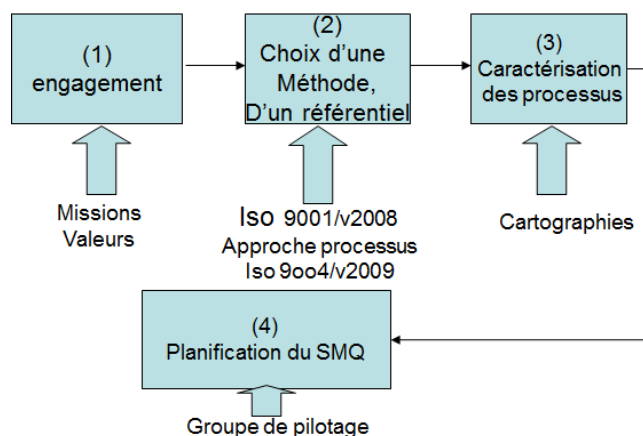 (1)
engagement
(2)
Choix d'une
Méthode,
D'un référentiel
(3)
Caractérisation
des processus
Missions
Valeurs
Iso 9001/v2008
Approche processus
Iso 9oo4/v2009
Cartographies
(4)
Planification du SMQ
Groupe de pilotage